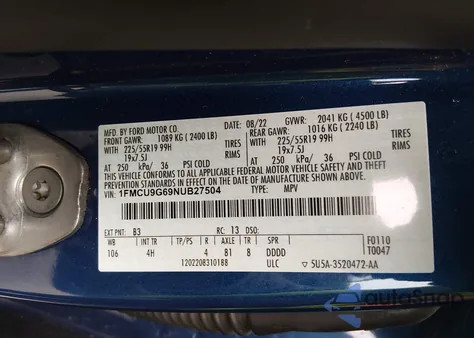 MFD. BY FORD MOTOR CO.
08/22 GVWR: 2041 KG ( 4500 LB)
FRONT GAWR: 1089 KG ( 2400 LB) REAR GAWR: 1016 KG ( 2240 LB)
WITH 225/55R19 99H TIRES WITH 225/55R19 99H TIRES
19x7.5J RIMS 19x7.5J RIMS
AT 250 kPa/ 36 PSI COLD AT 250 kPa/ 36 PSI COLD
THIS VEHICLE CONFORMS TO ALL APPLICABLE FEDERAL MOTOR VEHICLE SAFETY AND THEFT PREVENTION STANDARDS IN EFFECT ON THE DATE OF MANUFACTURE SHOWN ABOVE.
VIN: 1FMCU9G69NUB27504 TYPE: MPV
EXT PNT: B3 RC: 13 DSO: F0110
WB INT TR TP/PS R AXLE TR SPRG T0047
106 4H 4 81 8 DDDD
1202208310188 ULC 5U5A-3520472-AA
autoSnap